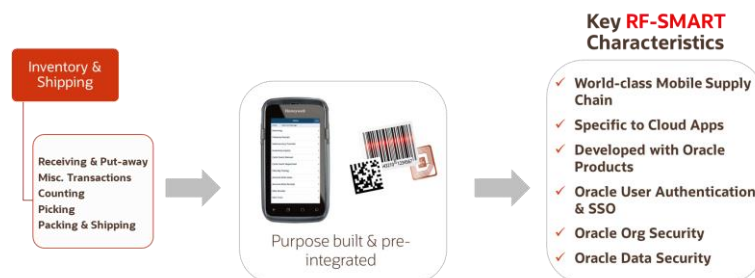 Key RF-SMART
Characteristics
Inventory &
Shipping
Receiving & Put-away
Misc. Transactions
Counting
Picking
Packing & Shipping
Honeywell
Purpose built & pre-
integrated
✓ World-class Mobile Supply
Chain
✓ Specific to Cloud Apps
✓ Developed with Oracle
Products
✓ Oracle User Authentication
& SSO
✓ Oracle Org Security
✓ Oracle Data Security